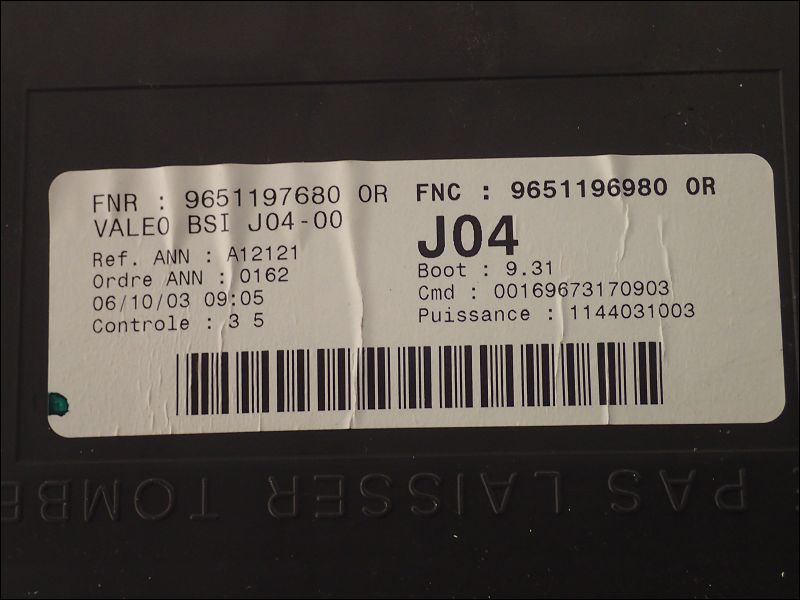 FNR : 9651197680 OR FNC : 9651196980 OR
VALEO BSI J04-00
J04
Ref. ANN : A12121
Ordre ANN : 0162
06/10/03 09:05
Controle : 3 5
Boot : 9.31
Cmd : 00169673170903
Puissance : 1144031003
E PAS LAISSER TOMBE